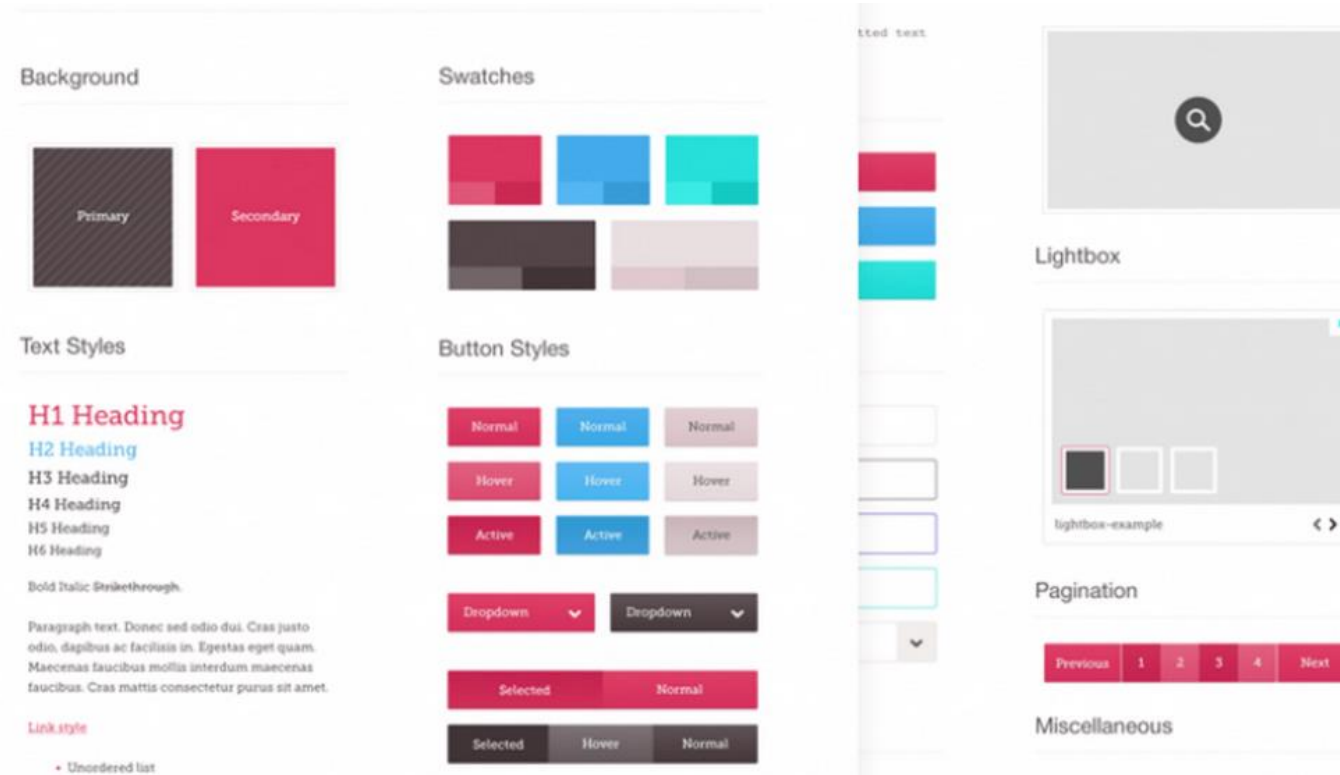 Background
Primary
Secondary
Text Styles
H1 Heading
H2 Heading
H3 Heading
H4 Heading
H5 Heading
H6 Heading
Bold Italic Strikethrough.
Paragraph text. Donec sed odio dui. Cras justo
odio, dapibus ac facilisis in. Egestas eget quam.
Maecenas faucibus mollis interdum maecenas
faucibus. Cras mattis consectetur purus sit amet.
Link style
• Unordered list
Swatches
Button Styles
Normal Normal Normal
Hover Hover Hover
Active Active Active
Dropdown Dropdown
Selected Normal
Selected Hover Normal
text
Lightbox
lightbox-example
Pagination
Previous 1 2 3 4 Next
Miscellaneous